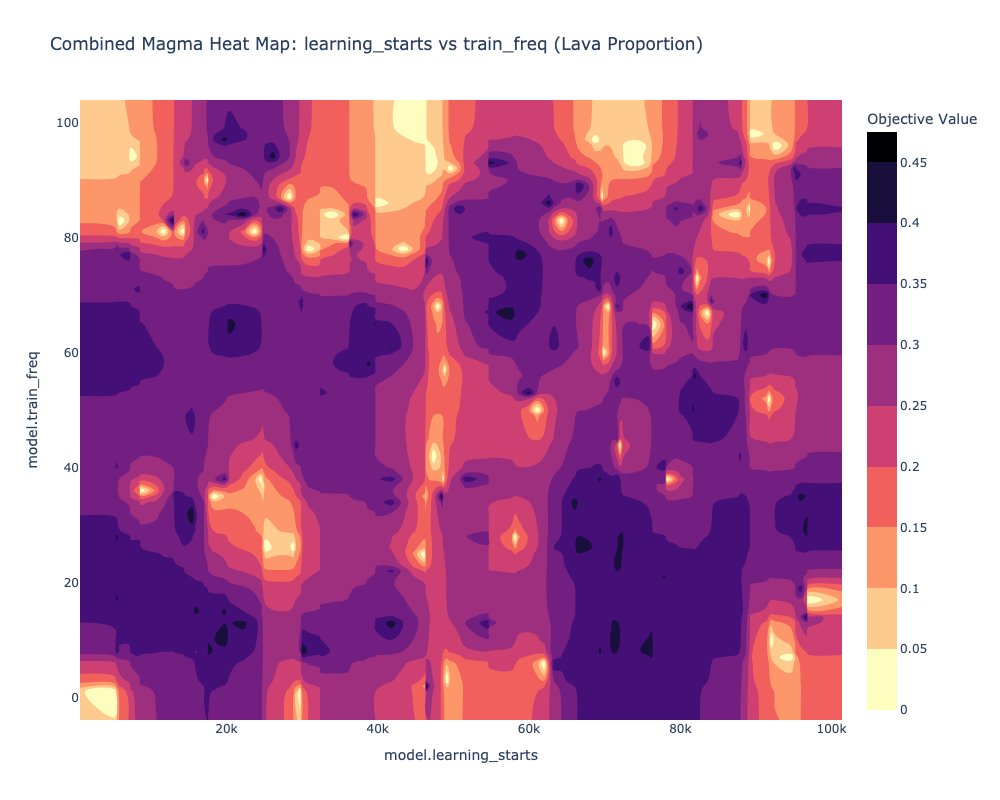 Combined Magma Heat Map: learning_starts vs train_freq (Lava Proportion)
Objective Value
0.45
0.4
0.35
0.3
0.25
0.2
0.15
0.1
0.05
0
model.train_freq
100
80
60
40
20
0
20k
40k
60k
80k
100k
model.learning_starts